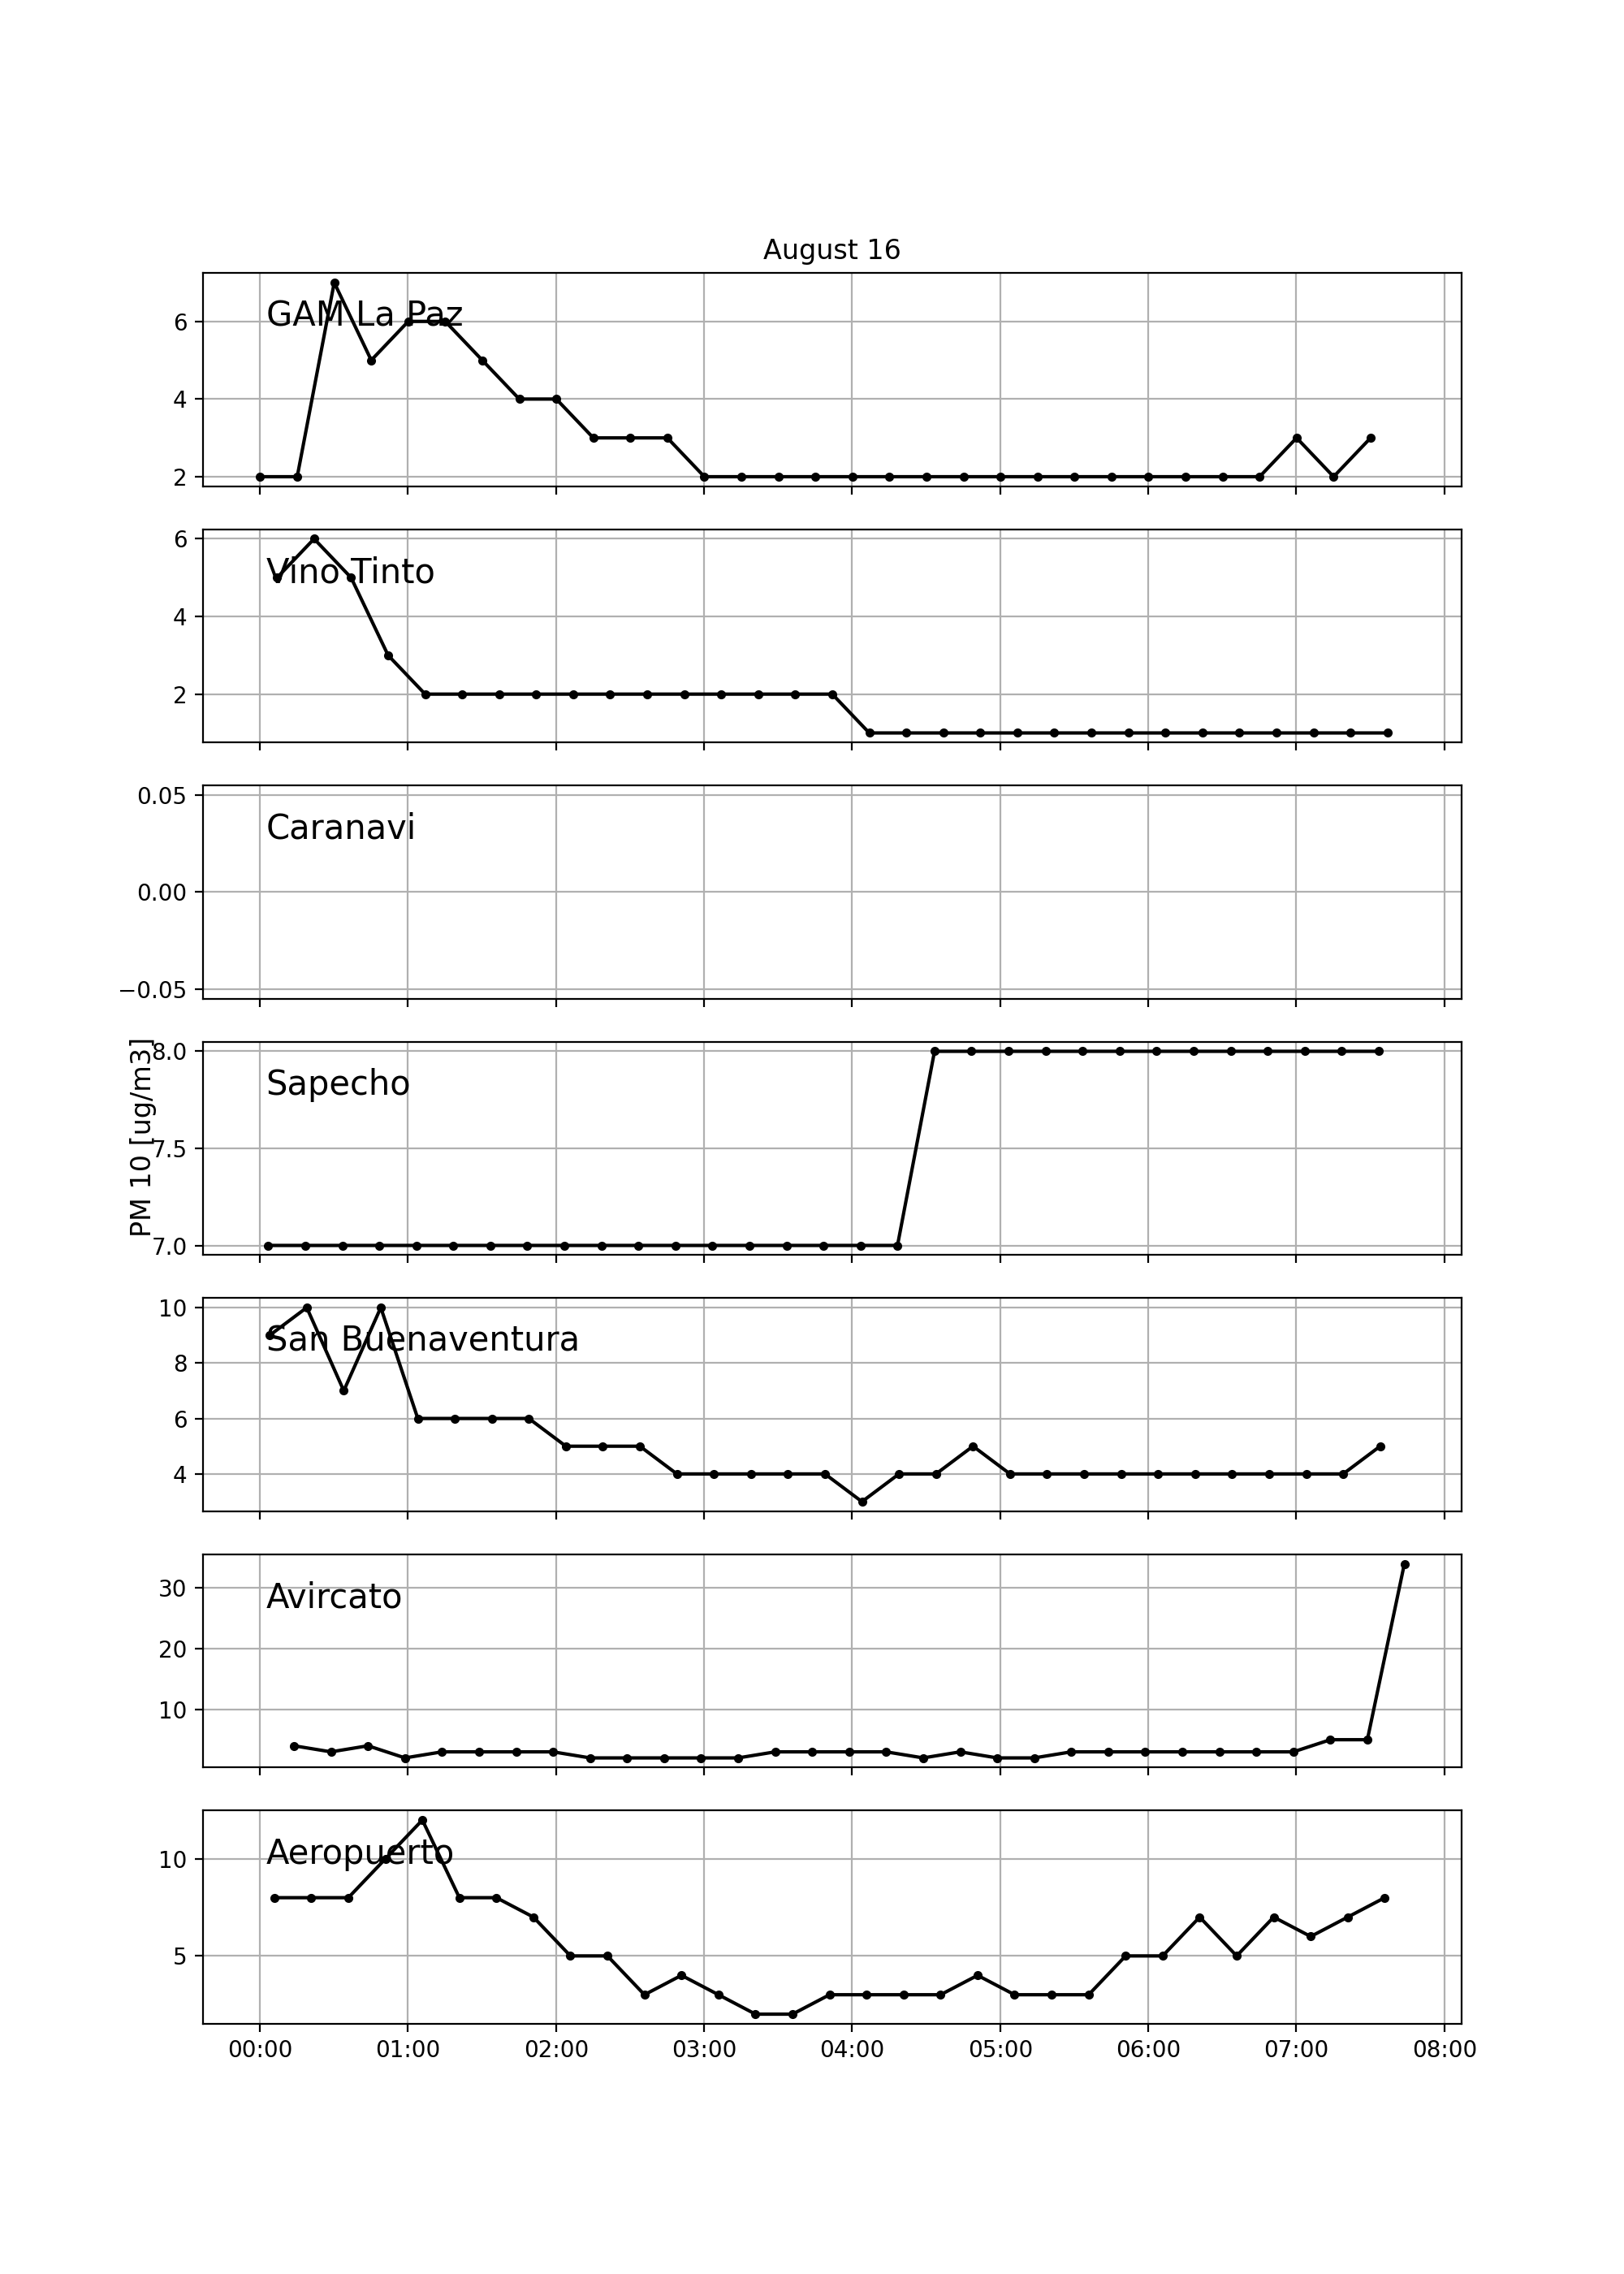 August 16
GAM La Paz
6
4
2
Vino Tinto
6
4
2
Caranavi
0.05
0.00
−0.05
PM 10 [ug/m3]
Sapecho
8.0
7.5
7.0
San Buenaventura
10
8
6
4
Avircato
30
20
10
Aeropuerto
10
5
00:00 01:00 02:00 03:00 04:00 05:00 06:00 07:00 08:00